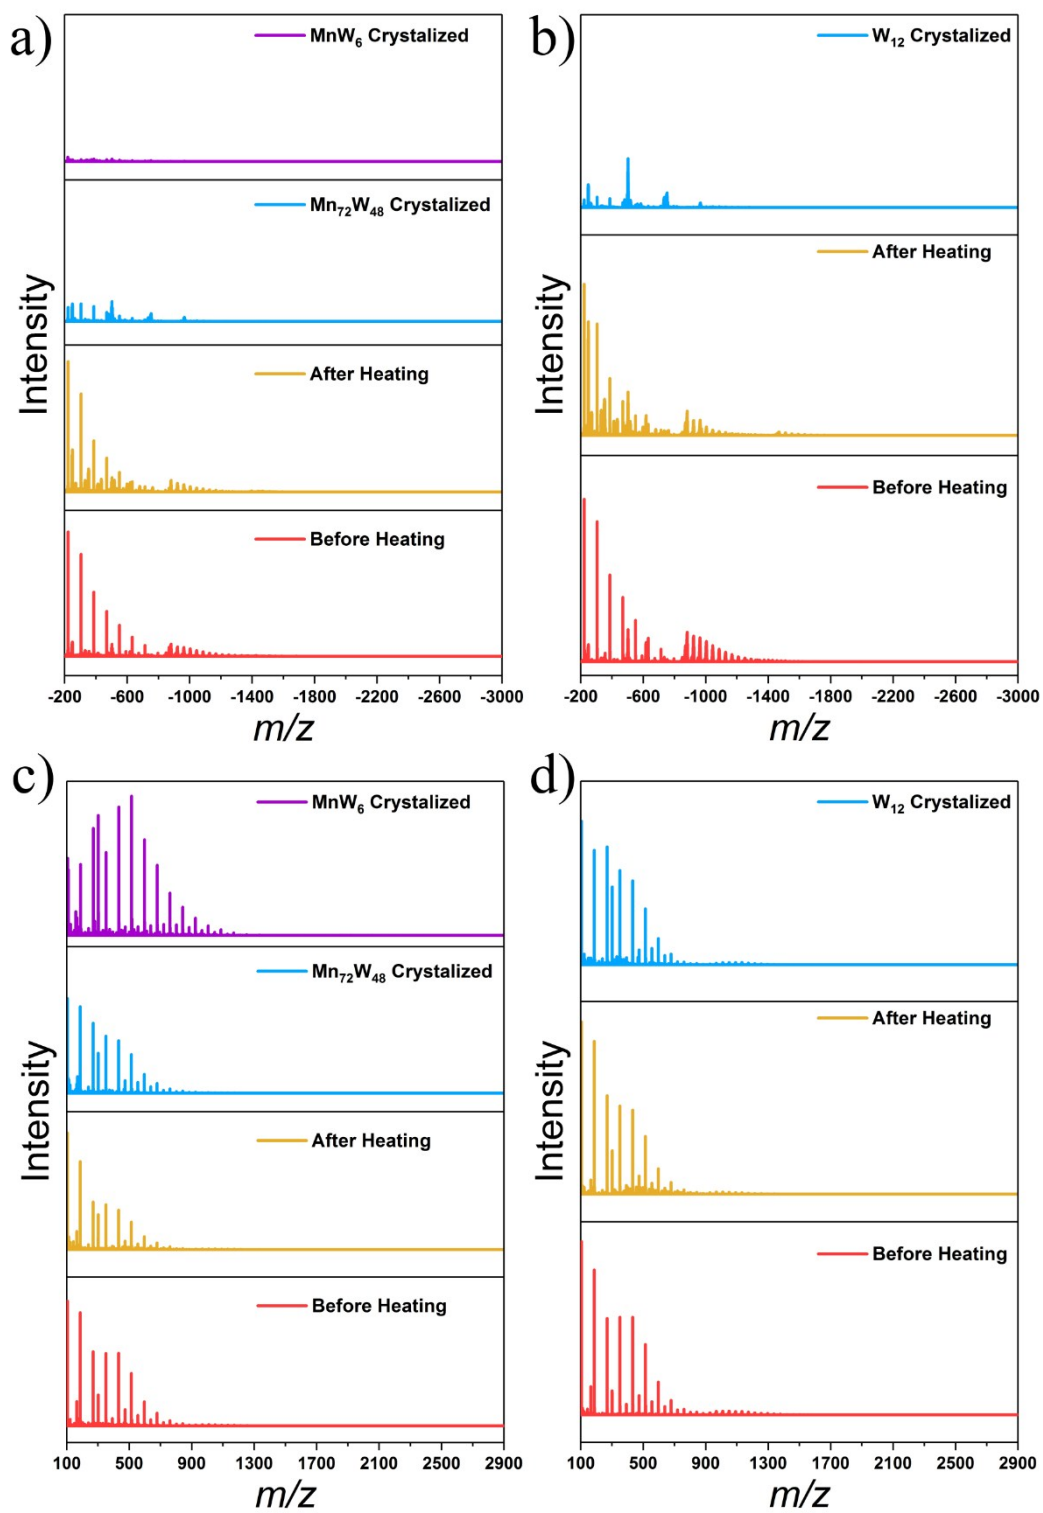 a)
MnW₆ Crystalized
Mn₇₂W₄₈ Crystalized
After Heating
Before Heating
Intensity
-200 -600 -1000 -1400 -1800 -2200 -2600 -3000
m/z
b)
W₁₂ Crystalized
After Heating
Before Heating
Intensity
-200 -600 -1000 -1400 -1800 -2200 -2600 -3000
m/z
c)
MnW₆ Crystalized
Mn₇₂W₄₈ Crystalized
After Heating
Before Heating
Intensity
100 500 900 1300 1700 2100 2500 2900
m/z
d)
W₁₂ Crystalized
After Heating
Before Heating
Intensity
100 500 900 1300 1700 2100 2500 2900
m/z